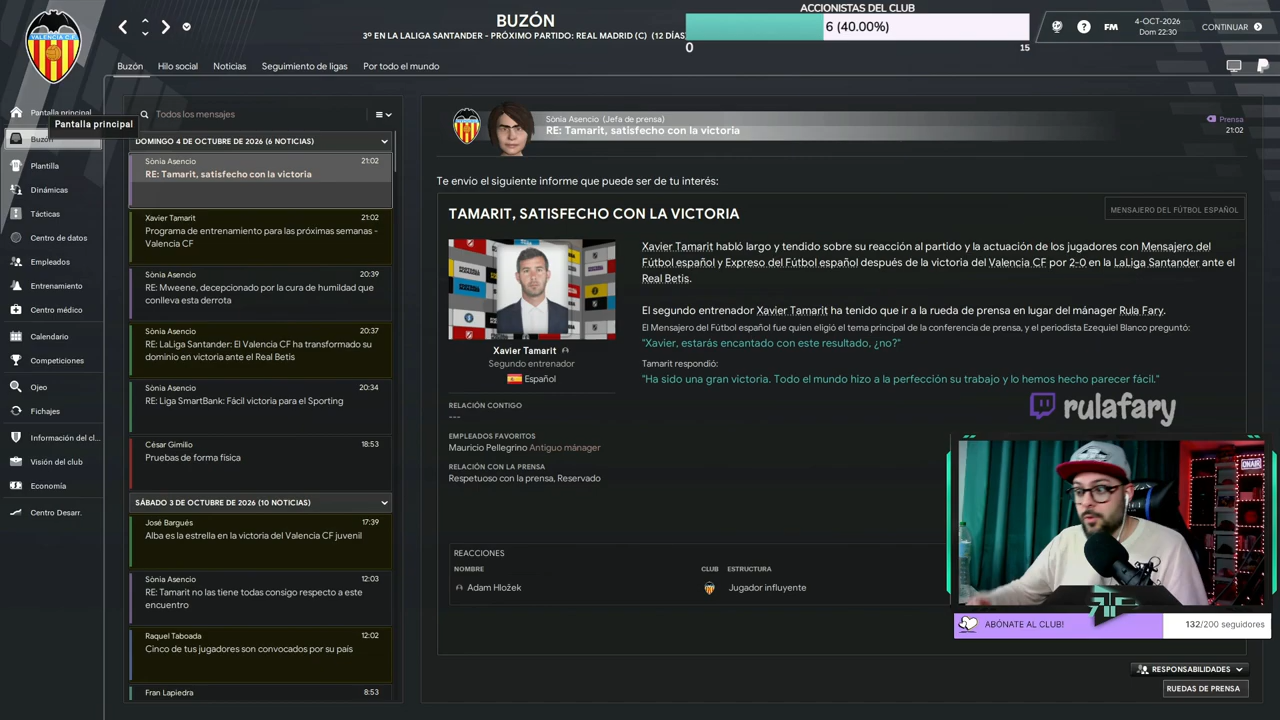 BUZÓN
3º EN LA LALIGA SANTANDER - PRÓXIMO PARTIDO: REAL MADRID (C) (12 DÍAS
ACCIONISTAS DEL CLUB
6 (40.00%)
0
15
FM
4-OCT-2026
Dom 22:30
CONTINUAR
Buzón
Hilo social
Noticias
Seguimiento de ligas
Por todo el mundo
Pantalla principal
Pantalla principal
Buzón
Plantilla
Dinámicas
Tácticas
Centro de datos
Empleados
Entrenamiento
Centro médico
Calendario
Competiciones
Ojeo
Fichajes
Información del cl...
Visión del club
Economía
Centro Desarr.
Todos los mensajes
DOMINGO 4 DE OCTUBRE DE 2026 (6 NOTICIAS)
Sònia Asencio
21:02
RE: Tamarit, satisfecho con la victoria
Xavier Tamarit
21:02
Programa de entrenamiento para las próximas semanas -
Valencia CF
Sònia Asencio
20:39
RE: Mweene, decepcionado por la cura de humildad que
conlleva esta derrota
Sònia Asencio
20:37
RE: LaLiga Santander: El Valencia CF ha transformado su
dominio en victoria ante el Real Betis
Sònia Asencio
20:34
RE: Liga SmartBank: Fácil victoria para el Sporting
César Gimilio
18:53
Pruebas de forma física
SÁBADO 3 DE OCTUBRE DE 2026 (10 NOTICIAS)
José Bargués
17:39
Alba es la estrella en la victoria del Valencia CF juvenil
Sònia Asencio
12:03
RE: Tamarit no las tiene todas consigo respecto a este
encuentro
Raquel Taboada
12:02
Cinco de tus jugadores son convocados por su país
Fran Lapiedra
8:53
Sònia Asencio (Jefa de prensa)
RE: Tamarit, satisfecho con la victoria
Prensa
21:02
Te envío el siguiente informe que puede ser de tu interés:
TAMARIT, SATISFECHO CON LA VICTORIA
MENSAJERO DEL FÚTBOL ESPAÑOL
Xavier Tamarit habló largo y tendido sobre su reacción al partido y la actuación de los jugadores con Mensajero del
Fútbol español y Expreso del Fútbol español después de la victoria del Valencia CF por 2-0 en la LaLiga Santander ante el
Real Betis.
El segundo entrenador Xavier Tamarit ha tenido que ir a la rueda de prensa en lugar del mánager Rula Fary.
El Mensajero del Fútbol español fue quien eligió el tema principal de la conferencia de prensa, y el periodista Ezequiel Blanco preguntó:
"Xavier, estarás encantado con este resultado, ¿no?"
Tamarit respondió:
"Ha sido una gran victoria. Todo el mundo hizo a la perfección su trabajo y lo hemos hecho parecer fácil."
Xavier Tamarit
Segundo entrenador
Español
RELACIÓN CONTIGO
---
EMPLEADOS FAVORITOS
Mauricio Pellegrino Antiguo mánager
RELACIÓN CON LA PRENSA
Respetuoso con la prensa, Reservado
REACCIONES
NOMBRE
CLUB
ESTRUCTURA
Adam Hložek
Jugador influyente
rulafary
ON AIR
ABÓNATE AL CLUB!
132/200 seguidores
RESPONSABILIDADES
RUEDAS DE PRENSA